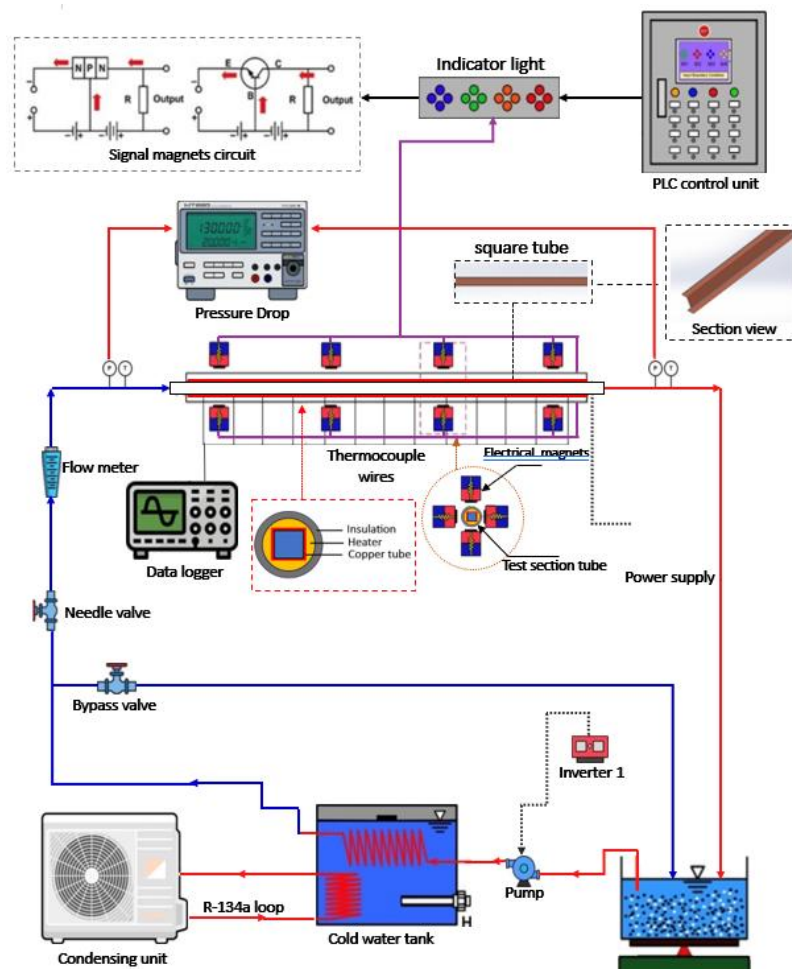 N P N
E C
B
R
Output
R
Output
Signal magnets circuit
Indicator light
PLC control unit
Pressure Drop
square tube
Section view
P T
P T
Flow meter
Thermocouple
wires
Electrical magnets
Insulation
Heater
Copper tube
Test section tube
Data logger
Power supply
Needle valve
Bypass valve
Inverter 1
Pump
R-134a loop
H
Cold water tank
Condensing unit